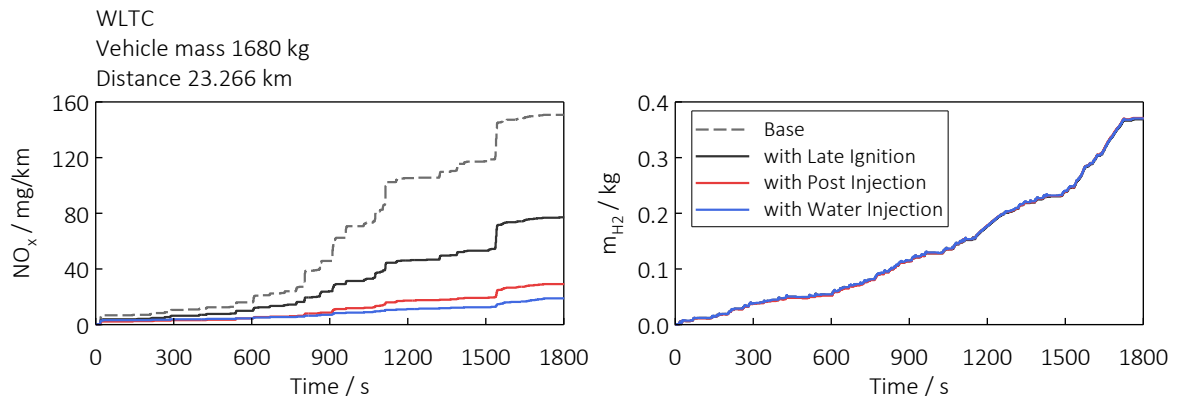 WLTC
Vehicle mass 1680 kg
Distance 23.266 km
NOx / mg/km
160
120
80
40
0
0 300 600 900 1200 1500 1800
Time / s
mH2 / kg
0.4
0.3
0.2
0.1
0.0
Base
with Late Ignition
with Post Injection
with Water Injection
0 300 600 900 1200 1500 1800
Time / s